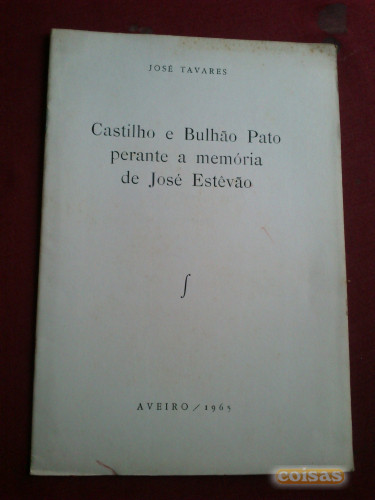 JOSÉ TAVARES
Castilho e Bulhão Pato
perante a memória
de José Estêvão
ʃ
AVEIRO / 1965
coisas